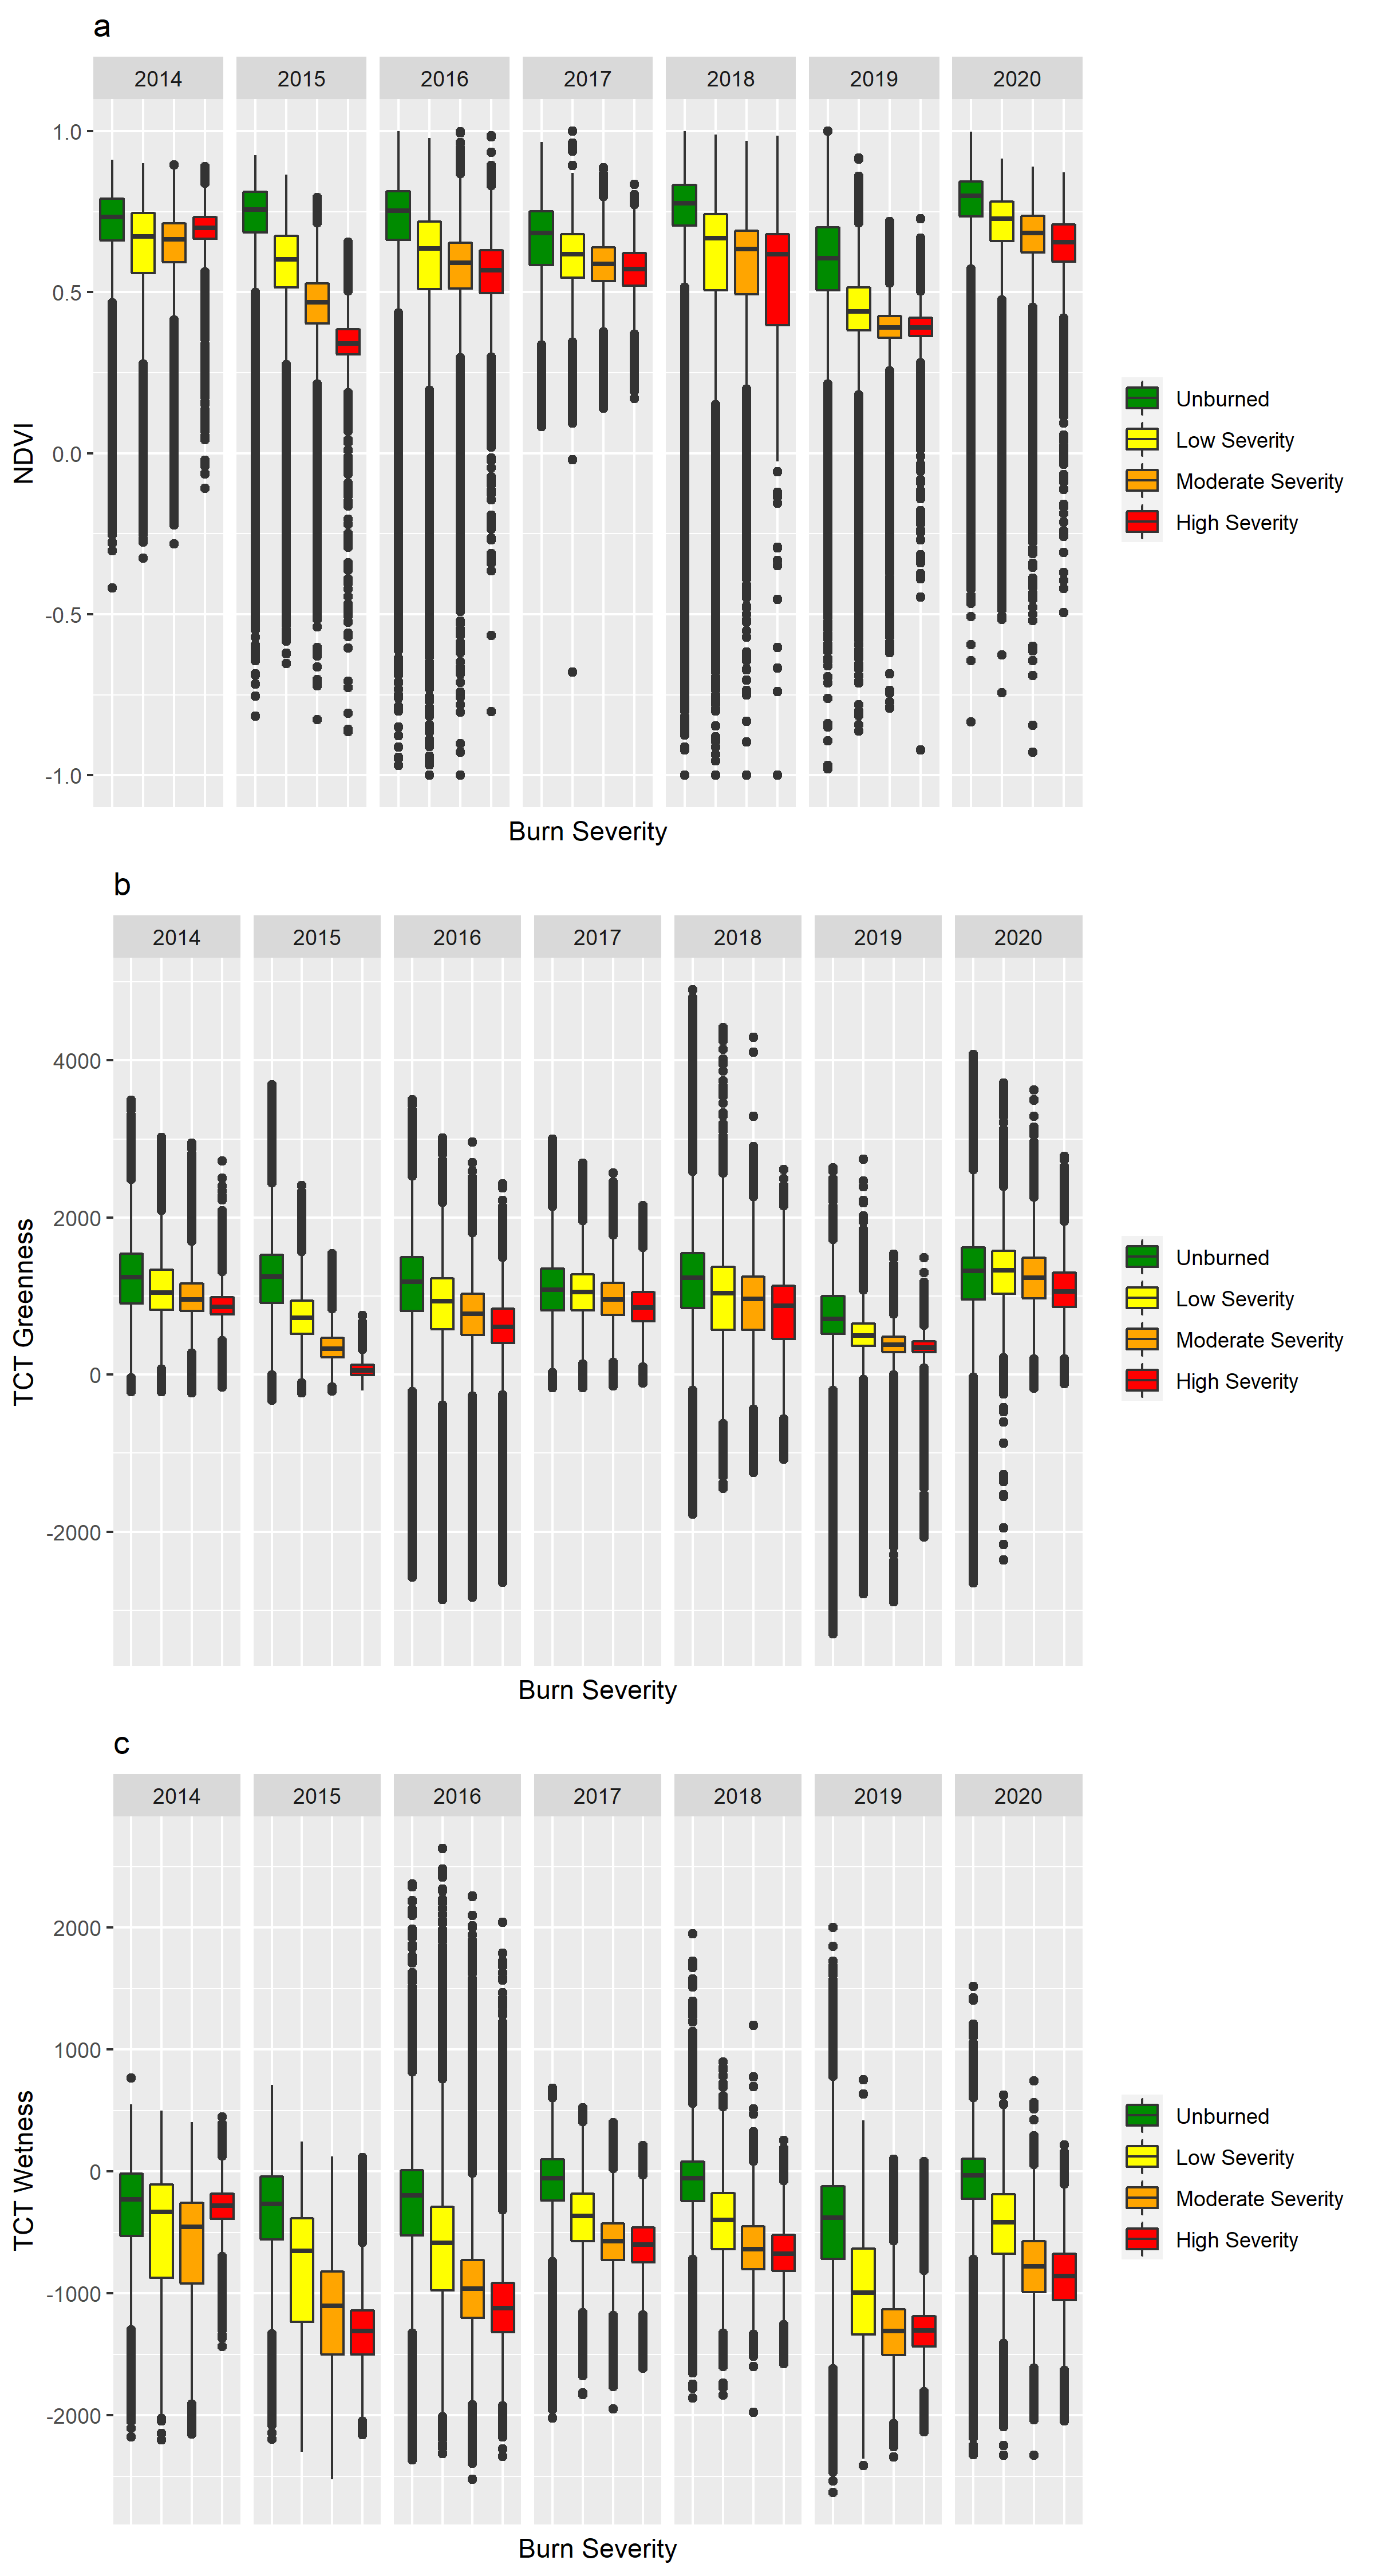 a
2014 2015 2016 2017 2018 2019 2020
1.0
0.5
0.0
-0.5
-1.0
NDVI
Burn Severity
Unburned
Low Severity
Moderate Severity
High Severity
b
2014 2015 2016 2017 2018 2019 2020
4000
2000
0
-2000
TCT Greenness
Burn Severity
Unburned
Low Severity
Moderate Severity
High Severity
c
2014 2015 2016 2017 2018 2019 2020
2000
1000
0
-1000
-2000
TCT Wetness
Burn Severity
Unburned
Low Severity
Moderate Severity
High Severity